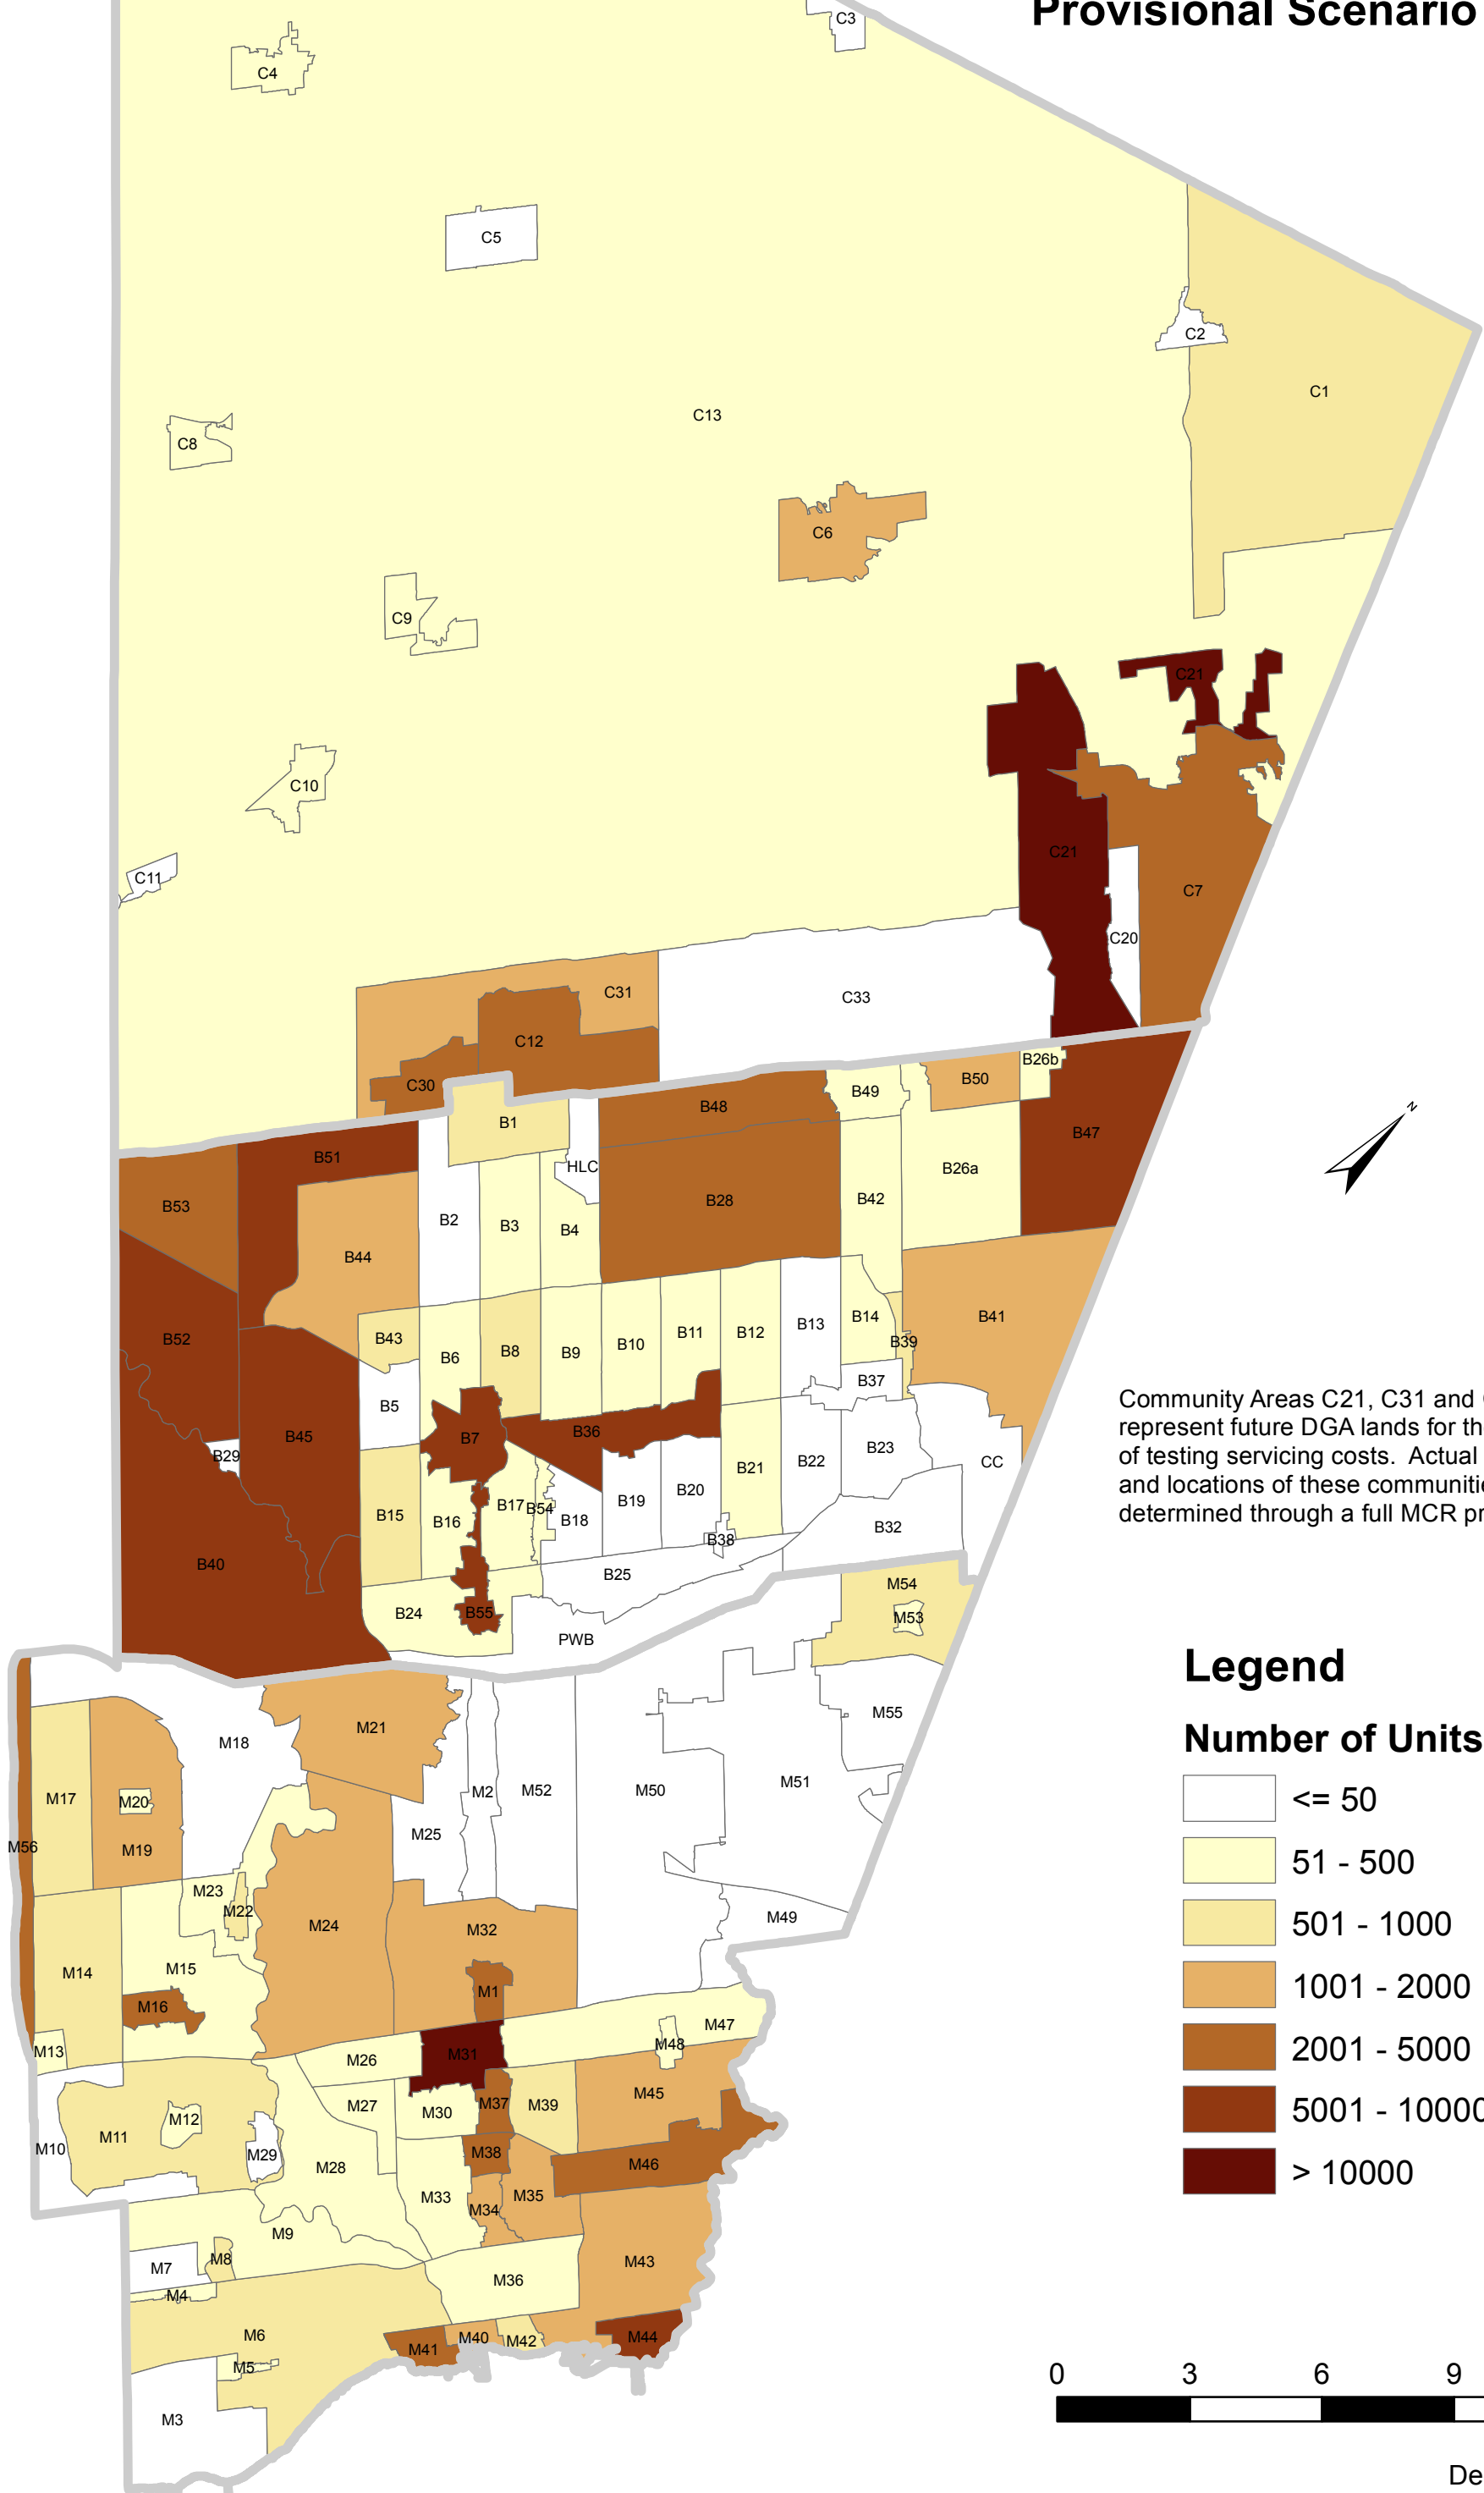 Provisional Scenario
C3
C4
C5
C2
C1
C13
C8
C6
C9
C21
C10
C21
C11
C7
C20
C31
C33
C12
C30
B26b
B50
B49
B48
B1
B47
B51
HLC
B26a
B28
B42
B53
B2
B3
B4
B44
B41
B52
B43
B6
B8
B9
B10
B11
B12
B13
B14
B39
B37
B5
B36
B7
B45
B29
B23
B22
CC
B21
B20
B19
B17
B54
B15
B16
B18
B32
B38
B40
B25
B24
B55
PWB
N
Community Areas C21, C31 and
represent future DGA lands for th
of testing servicing costs. Actual
and locations of these communitie
determined through a full MCR pr
M54
M53
M55
M21
M18
M51
M50
M52
M2
M17
M20
M25
M56
M19
M23
M22
M49
M24
M32
M15
M14
M1
M16
M47
M48
M13
M31
M26
M45
M37
M39
M27
M30
M12
M11
M10
M29
M38
M46
M28
M33
M35
M34
M9
M8
M7
M43
M36
M4
M6
M40
M42
M44
M41
M5
M3
Legend
Number of Units
<= 50
51 - 500
501 - 1000
1001 - 2000
2001 - 5000
5001 - 10000
> 10000
0 3 6 9
De